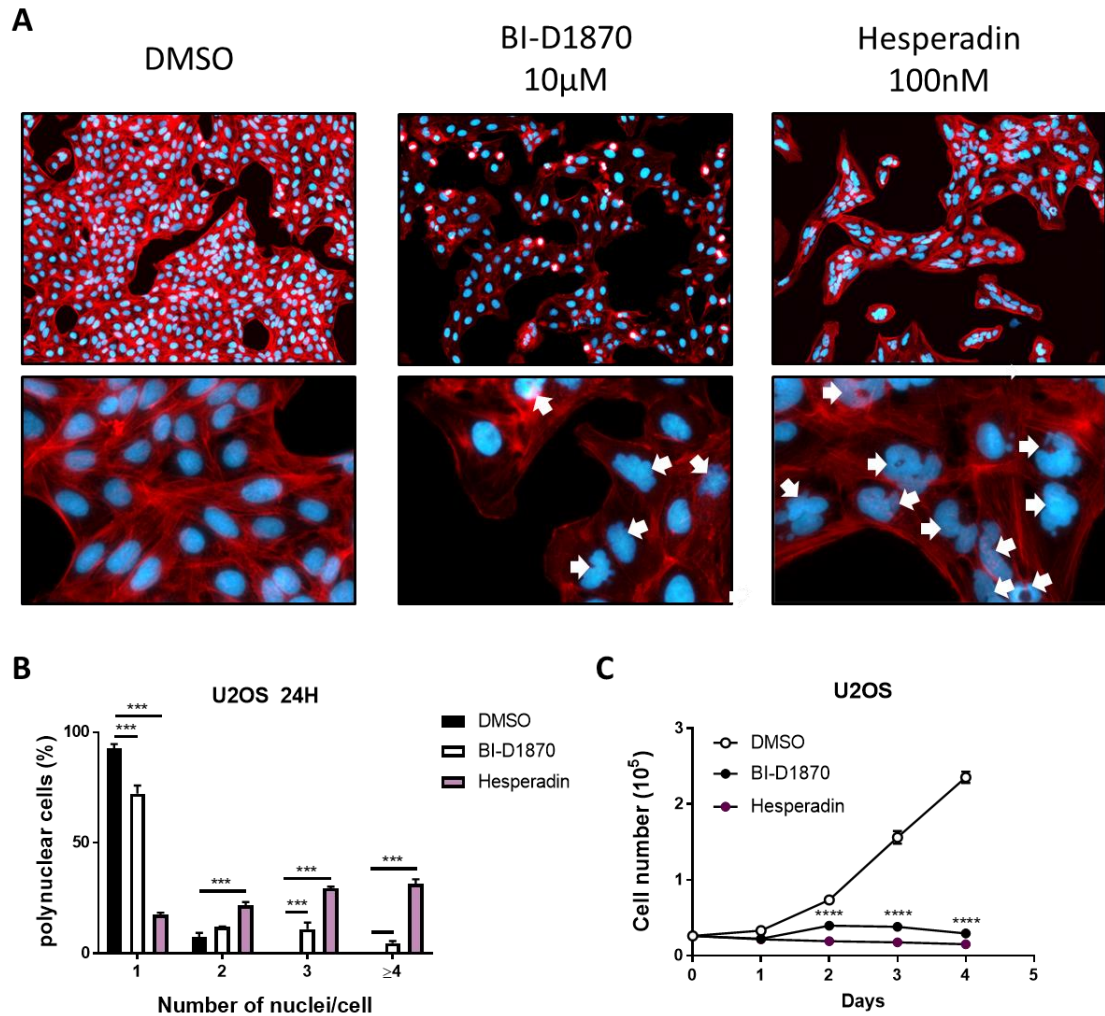 A
DMSO
BI-D1870
10μM
Hesperadin
100nM
B
U2OS 24H
polynuclear cells (%)
100
50
0
***
***
***
***
***
***
1
2
3
≥4
Number of nuclei/cell
DMSO
BI-D1870
Hesperadin
C
U2OS
Cell number (10⁵)
3
2
1
0
DMSO
BI-D1870
Hesperadin
**** **** ****
0 1 2 3 4 5
Days